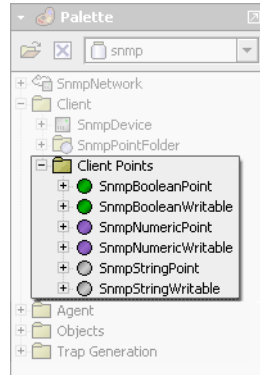 Palette
snmp
SnmpNetwork
Client
SnmpDevice
SnmpPointFolder
Client Points
SnmpBooleanPoint
SnmpBooleanWritable
SnmpNumericPoint
SnmpNumericWritable
SnmpStringPoint
SnmpStringWritable
Agent
Objects
Trap Generation